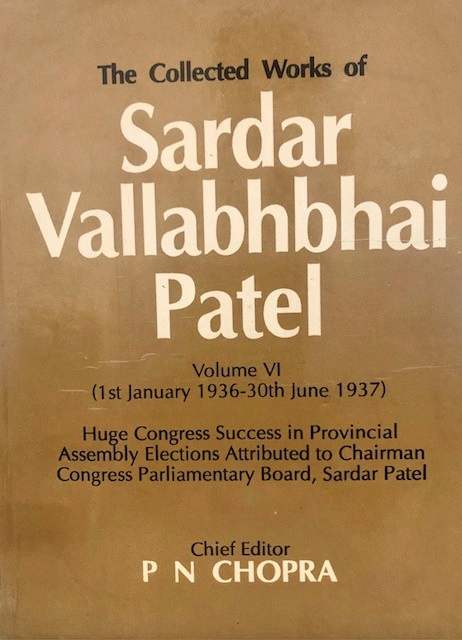 The Collected Works of
Sardar
Vallabhbhai
Patel
Volume VI
(1st January 1936-30th June 1937)
Huge Congress Success in Provincial
Assembly Elections Attributed to Chairman
Congress Parliamentary Board, Sardar Patel
Chief Editor
P N CHOPRA